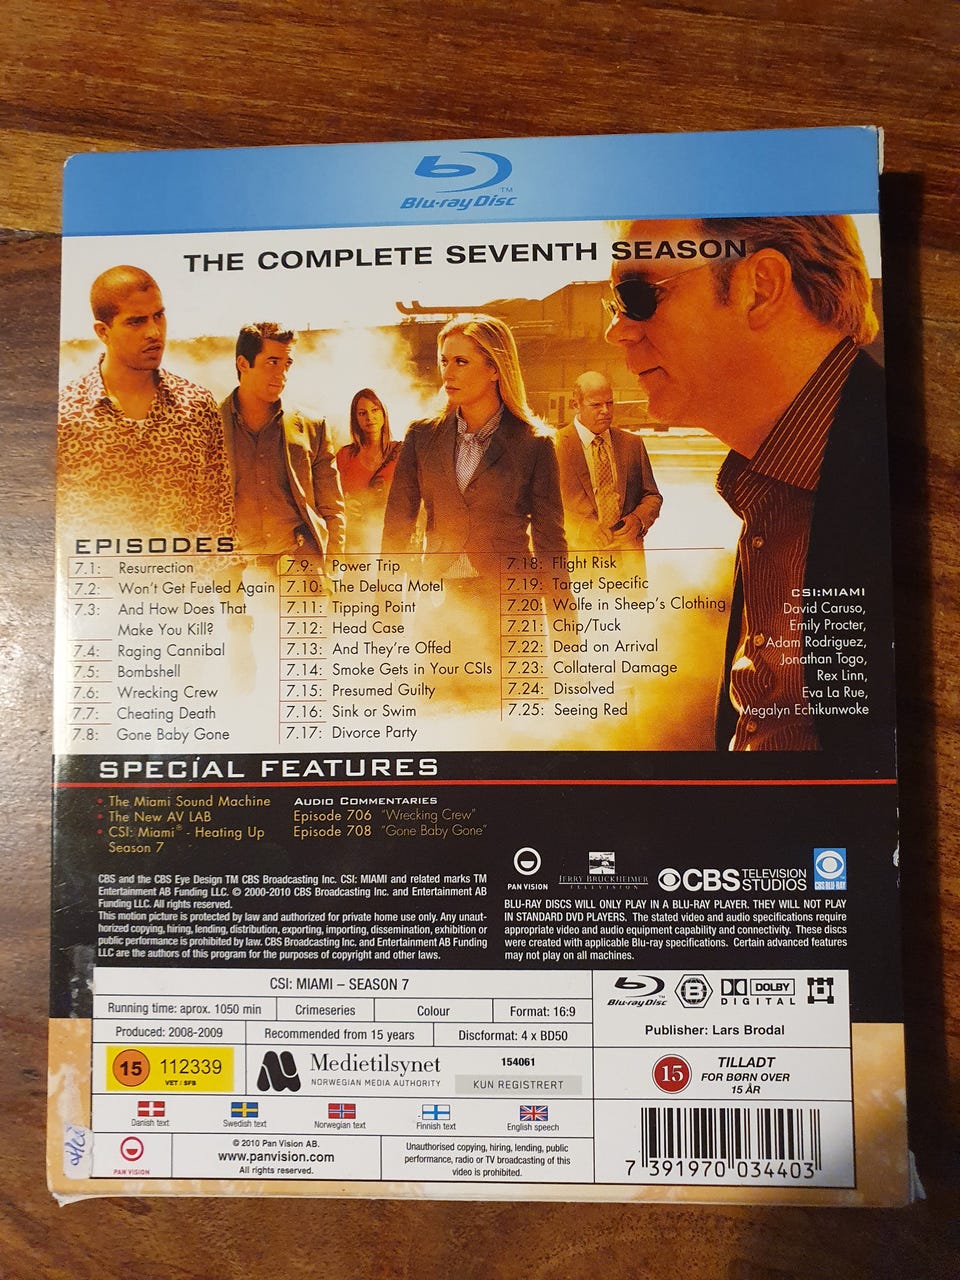 Blu-ray Disc™
THE COMPLETE SEVENTH SEASON
EPISODES
7.1: Resurrection
7.2: Won't Get Fueled Again
7.3: And How Does That
Make You Kill?
7.4: Raging Cannibal
7.5: Bombshell
7.6: Wrecking Crew
7.7: Cheating Death
7.8: Gone Baby Gone
7.9: Power Trip
7.10: The Deluca Motel
7.11: Tipping Point
7.12: Head Case
7.13: And They're Offed
7.14: Smoke Gets in Your CSIs
7.15: Presumed Guilty
7.16: Sink or Swim
7.17: Divorce Party
7.18: Flight Risk
7.19: Target Specific
7.20: Wolfe in Sheep's Clothing
7.21: Chip/Tuck
7.22: Dead on Arrival
7.23: Collateral Damage
7.24: Dissolved
7.25: Seeing Red
CSI:MIAMI
David Caruso,
Emily Procter,
Adam Rodriguez,
Jonathan Togo,
Rex Linn,
Eva La Rue,
Megalyn Echikunwoke
SPECÍAL FEATURES
• The Miami Sound Machine
• The New AV LAB
• CSI: Miami® - Heating Up
Season 7
AUDIO COMMENTARIES
Episode 706 "Wrecking Crew"
Episode 708 "Gone Baby Gone"
CBS and the CBS Eye Design TM CBS Broadcasting Inc. CSI: MIAMI and related marks TM
Entertainment AB Funding LLC. © 2000-2010 CBS Broadcasting Inc. and Entertainment AB
Funding LLC. All rights reserved.
This motion picture is protected by law and authorized for private home use only. Any unaut-
horized copying, hiring, lending, distribution, exporting, importing, dissemination, exhibition or
public performance is prohibited by law. CBS Broadcasting Inc. and Entertainment AB Funding
LLC are the authors of this program for the purposes of copyright and other laws.
PAN VISION
JERRY BRUCKHEIMER
TELEVISION
CBS TELEVISION
STUDIOS
CBS BLU-RAY
BLU-RAY DISCS WILL ONLY PLAY IN A BLU-RAY PLAYER. THEY WILL NOT PLAY
IN STANDARD DVD PLAYERS. The stated video and audio specifications require
appropriate video and audio equipment capability and connectivity. These discs
were created with applicable Blu-ray specifications. Certain advanced features
may not play on all machines.
CSI: MIAMI – SEASON 7
Running time: aprox. 1050 min
Crimeseries
Colour
Format: 16:9
Produced: 2008-2009
Recommended from 15 years
Discformat: 4 x BD50
15 112339
VET / SFB
Medietilsynet
NORWEGIAN MEDIA AUTHORITY
154061
KUN REGISTRERT
Danish text
Swedish text
Norwegian text
Finnish text
English speech
PAN VISION
© 2010 Pan Vision AB.
www.panvision.com
All rights reserved.
Unauthorised copying, hiring, lending, public
performance, radio or TV broadcasting of this
video is prohibited.
Blu-ray Disc
B
DOLBY
DIGITAL
Publisher: Lars Brodal
15
TILLADT
FOR BØRN OVER
15 ÅR
7 391970 034403